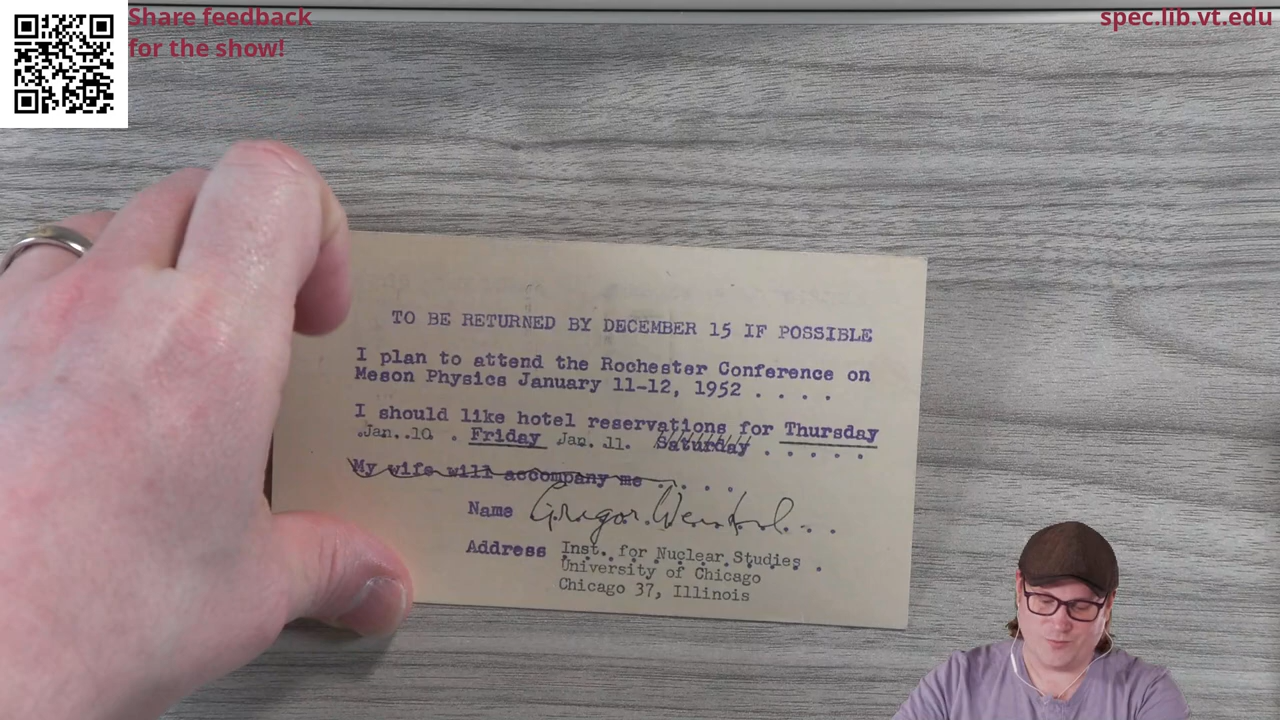 Share feedback
for the show!
spec.lib.vt.edu
TO BE RETURNED BY DECEMBER 15 IF POSSIBLE
I plan to attend the Rochester Conference on
Meson Physics January 11-12, 1952 . . . .
I should like hotel reservations for Thursday
.Jan..10 . Friday Jan. 11. Saturday . . . . .
My wife will accompany me . . . .
Name Gregor Wentzel . . .
Address Inst. for Nuclear Studies .
University of Chicago
Chicago 37, Illinois